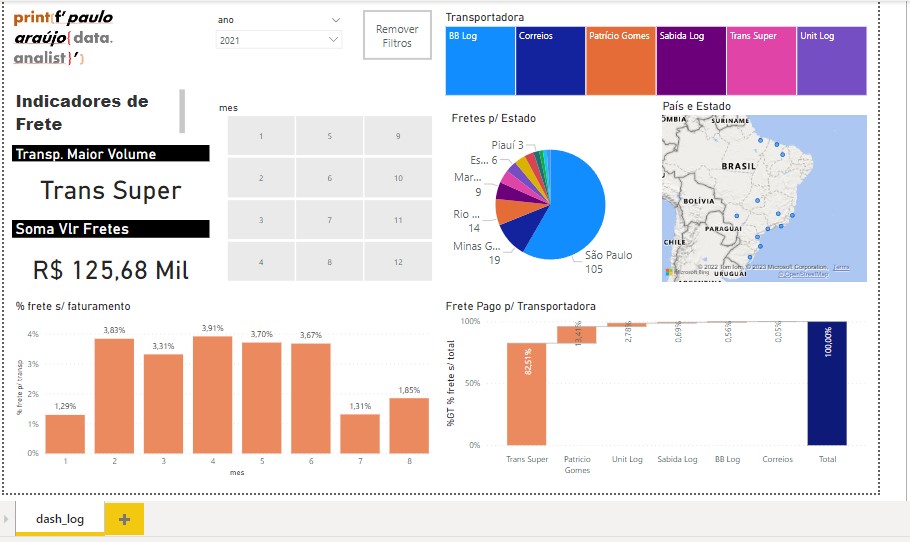 print(f'paulo
araújo{data.
analist}')
ano
2021
Remover
Filtros
Transportadora
BB Log
Correios
Patrício Gomes
Sabida Log
Trans Super
Unit Log
Indicadores de
Frete
Transp. Maior Volume
Trans Super
Soma Vlr Fretes
R$ 125,68 Mil
mes
1
5
9
2
6
10
3
7
11
4
8
12
Fretes p/ Estado
Piauí 3
Es... 6
Mar...
9
Rio ...
14
Minas G...
19
São Paulo
105
País e Estado
OMBIA
SURINAME
BRASIL
BOLÍVIA
PARAGUAI
CHILE
URUGUAI
Microsoft Bing
© 2022 TomTom, © 2023 Microsoft Corporation, Terms
© OpenStreetMap
% frete s/ faturamento
% frete p/ transp
4%
3%
2%
1%
0%
1,29%
3,83%
3,31%
3,91%
3,70%
3,67%
1,31%
1,85%
1
2
3
4
5
6
7
8
mes
Frete Pago p/ Transportadora
%GT % frete s/ total
100%
50%
0%
82,51%
13,41%
2,78%
0,69%
0,56%
0,05%
100,00%
Trans Super
Patrício
Gomes
Unit Log
Sabida Log
BB Log
Correios
Total
dash_log
+